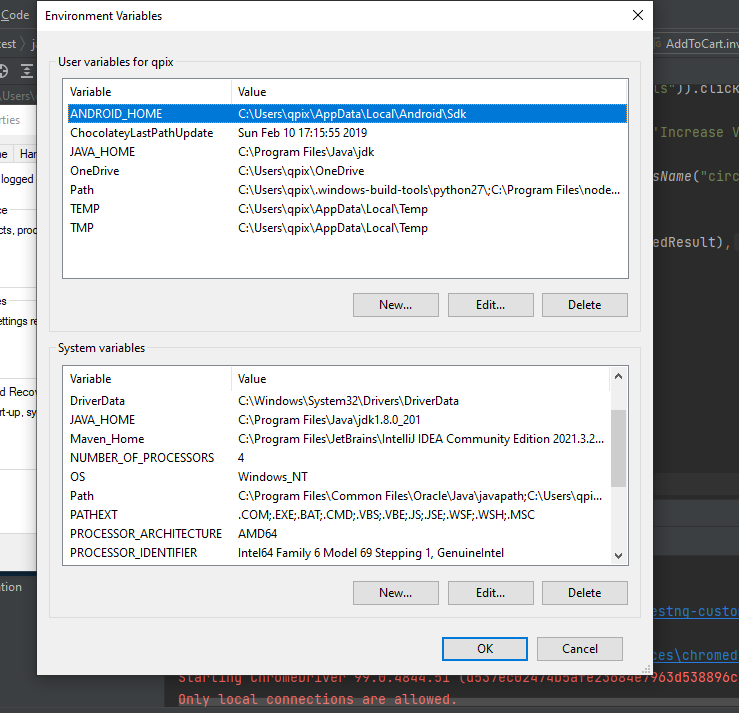 Code
Environment Variables
test
AddToCart.inv
User variables for qpix
Variable Value
ANDROID_HOME C:\Users\qpix\AppData\Local\Android\Sdk
ChocolateyLastPathUpdate Sun Feb 10 17:15:55 2019
JAVA_HOME C:\Program Files\Java\jdk
OneDrive C:\Users\qpix\OneDrive
Path C:\Users\qpix\.windows-build-tools\python27\;C:\Program Files\node...
TEMP C:\Users\qpix\AppData\Local\Temp
TMP C:\Users\qpix\AppData\Local\Temp
New... Edit... Delete
System variables
Variable Value
DriverData C:\Windows\System32\Drivers\DriverData
JAVA_HOME C:\Program Files\Java\jdk1.8.0_201
Maven_Home C:\Program Files\JetBrains\IntelliJ IDEA Community Edition 2021.3.2...
NUMBER_OF_PROCESSORS 4
OS Windows_NT
Path C:\Program Files\Common Files\Oracle\Java\javapath;C:\Users\qpi...
PATHEXT .COM;.EXE;.BAT;.CMD;.VBS;.VBE;.JS;.JSE;.WSF;.WSH;.MSC
PROCESSOR_ARCHITECTURE AMD64
PROCESSOR_IDENTIFIER Intel64 Family 6 Model 69 Stepping 1, GenuineIntel
New... Edit... Delete
OK Cancel
\Users\
rties
Har
logged
cts, proc
ettings re
d Recov
rt-up, sy
ation
ls")).click
'Increase V
sName("circ
edResult),
estng-custo
ces\chromed
Starting ChromeDriver 99.0.4844.51
Only local connections are allowed.